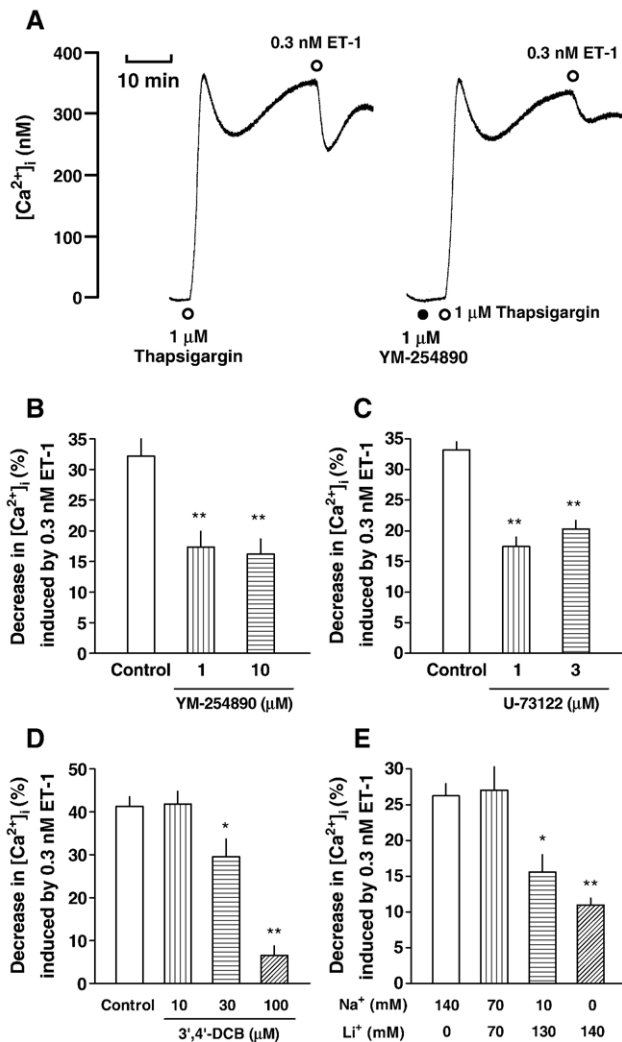 A
0.3 nM ET-1
0.3 nM ET-1
10 min
400
300
200
100
0
[Ca2+]i (nM)
1 μM
Thapsigargin
1 μM Thapsigargin
1 μM
YM-254890
B
35
30
25
20
15
10
5
0
Decrease in [Ca2+]i (%)
induced by 0.3 nM ET-1
**
**
Control
1
10
YM-254890 (μM)
C
35
30
25
20
15
10
5
0
Decrease in [Ca2+]i (%)
induced by 0.3 nM ET-1
**
**
Control
1
3
U-73122 (μM)
D
50
40
30
20
10
0
Decrease in [Ca2+]i (%)
induced by 0.3 nM ET-1
*
**
Control
10
30
100
3',4'-DCB (μM)
E
30
25
20
15
10
5
0
Decrease in [Ca2+]i (%)
induced by 0.3 nM ET-1
*
**
Na+ (mM) 140 70 10 0
Li+ (mM) 0 70 130 140